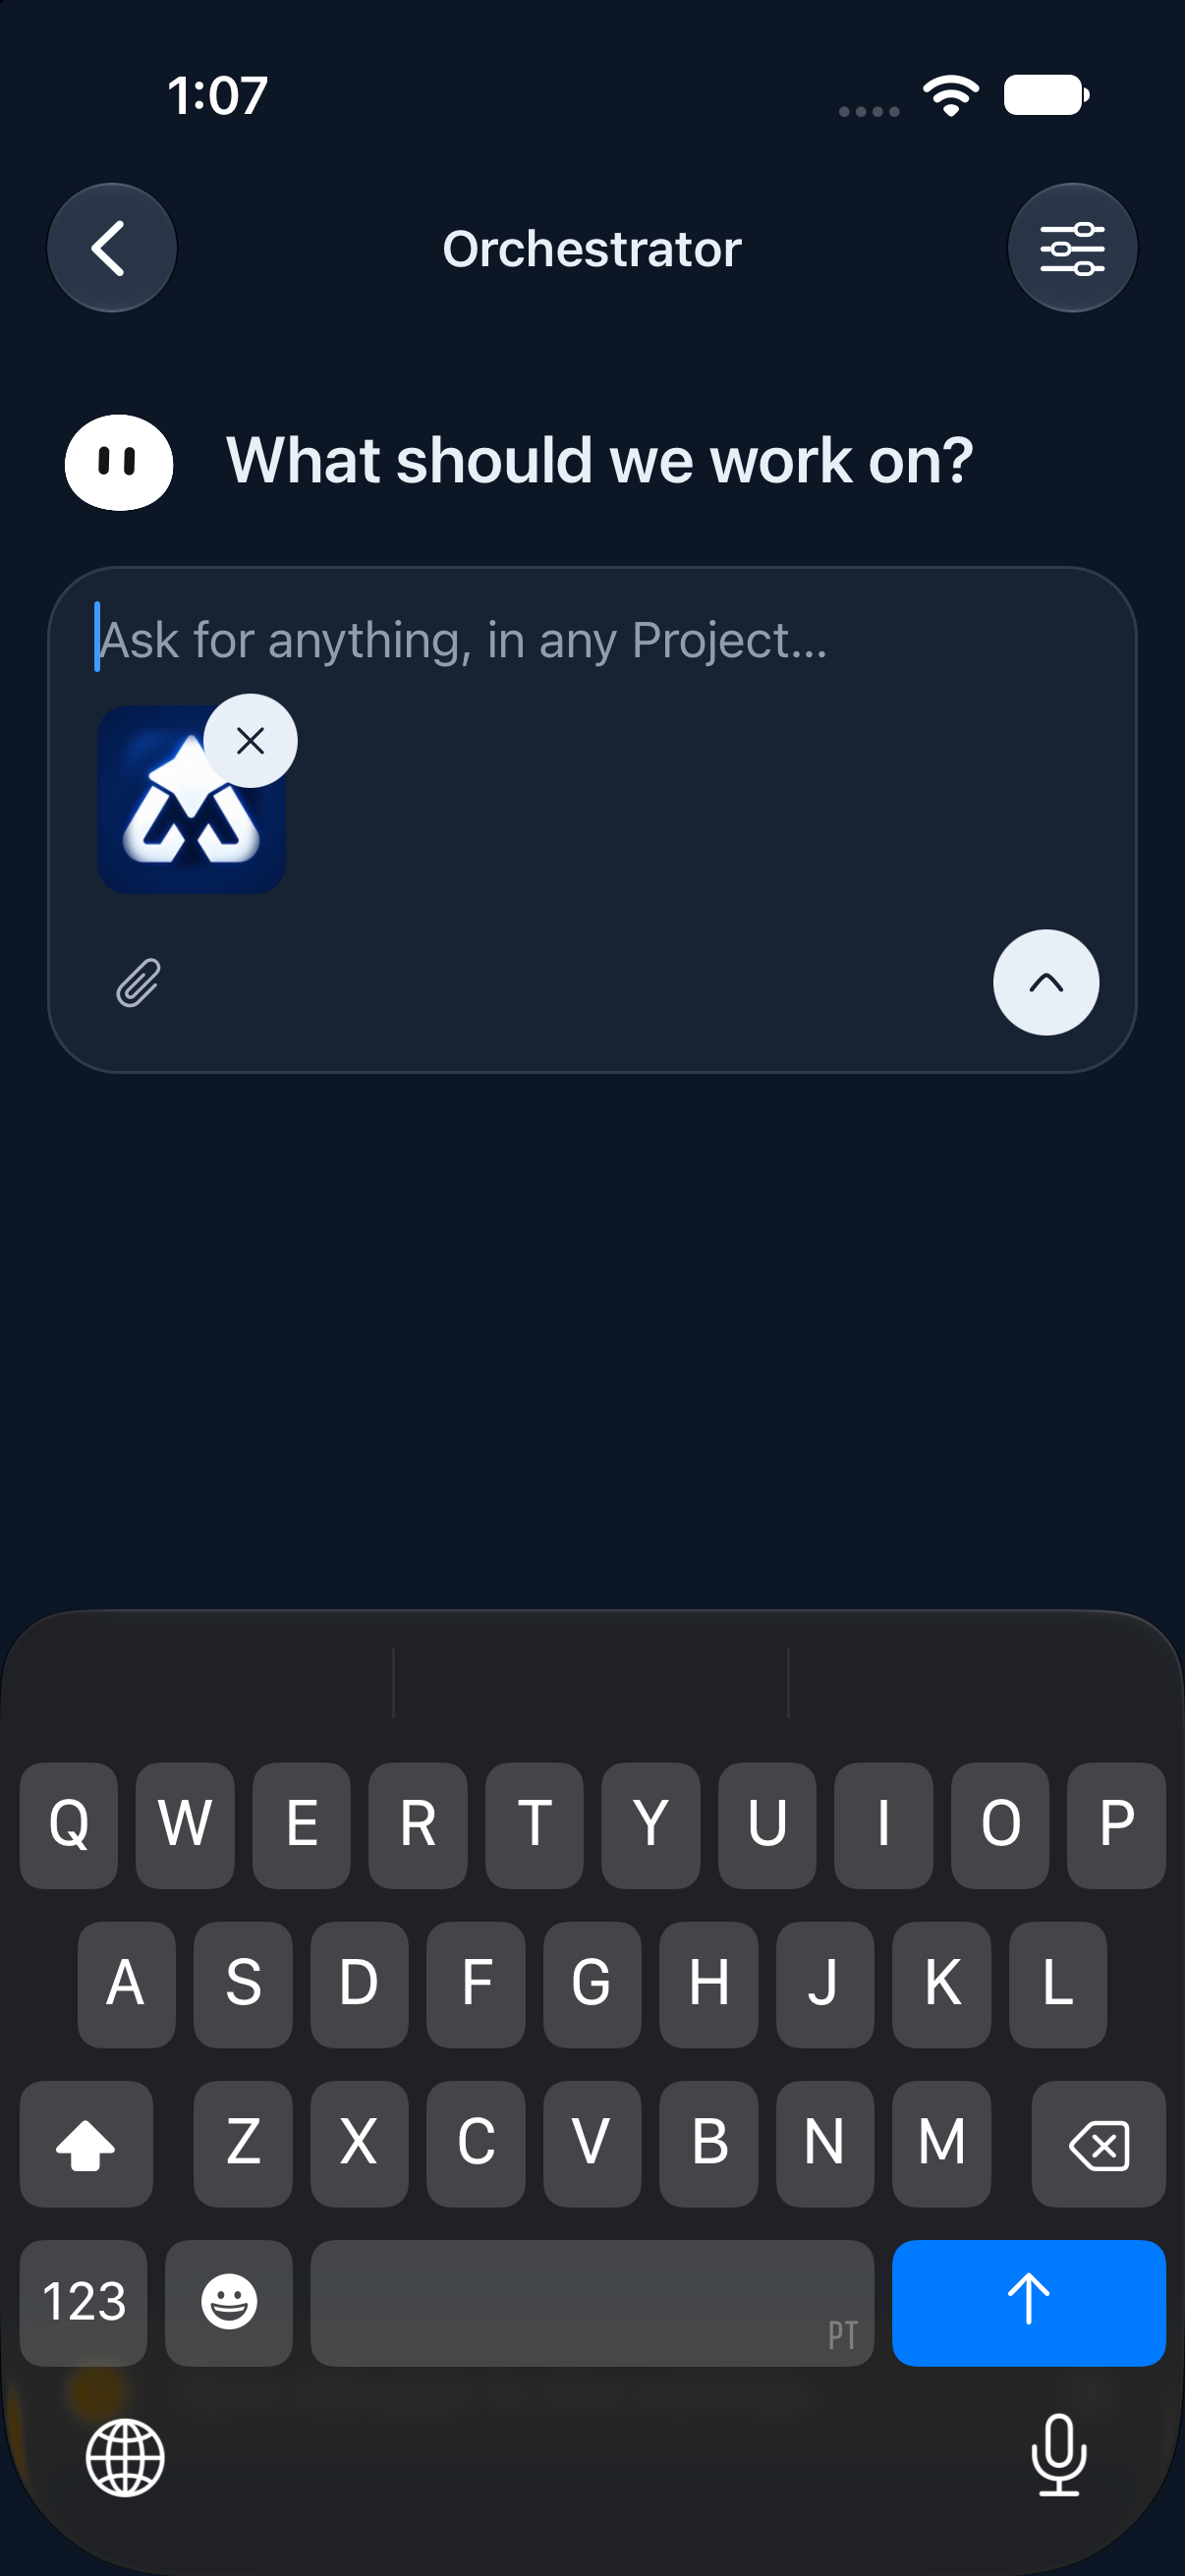 1:07
Orchestrator
What should we work on?
Ask for anything, in any Project...
Q W E R T Y U I O P
A S D F G H J K L
Z X C V B N M
123
PT